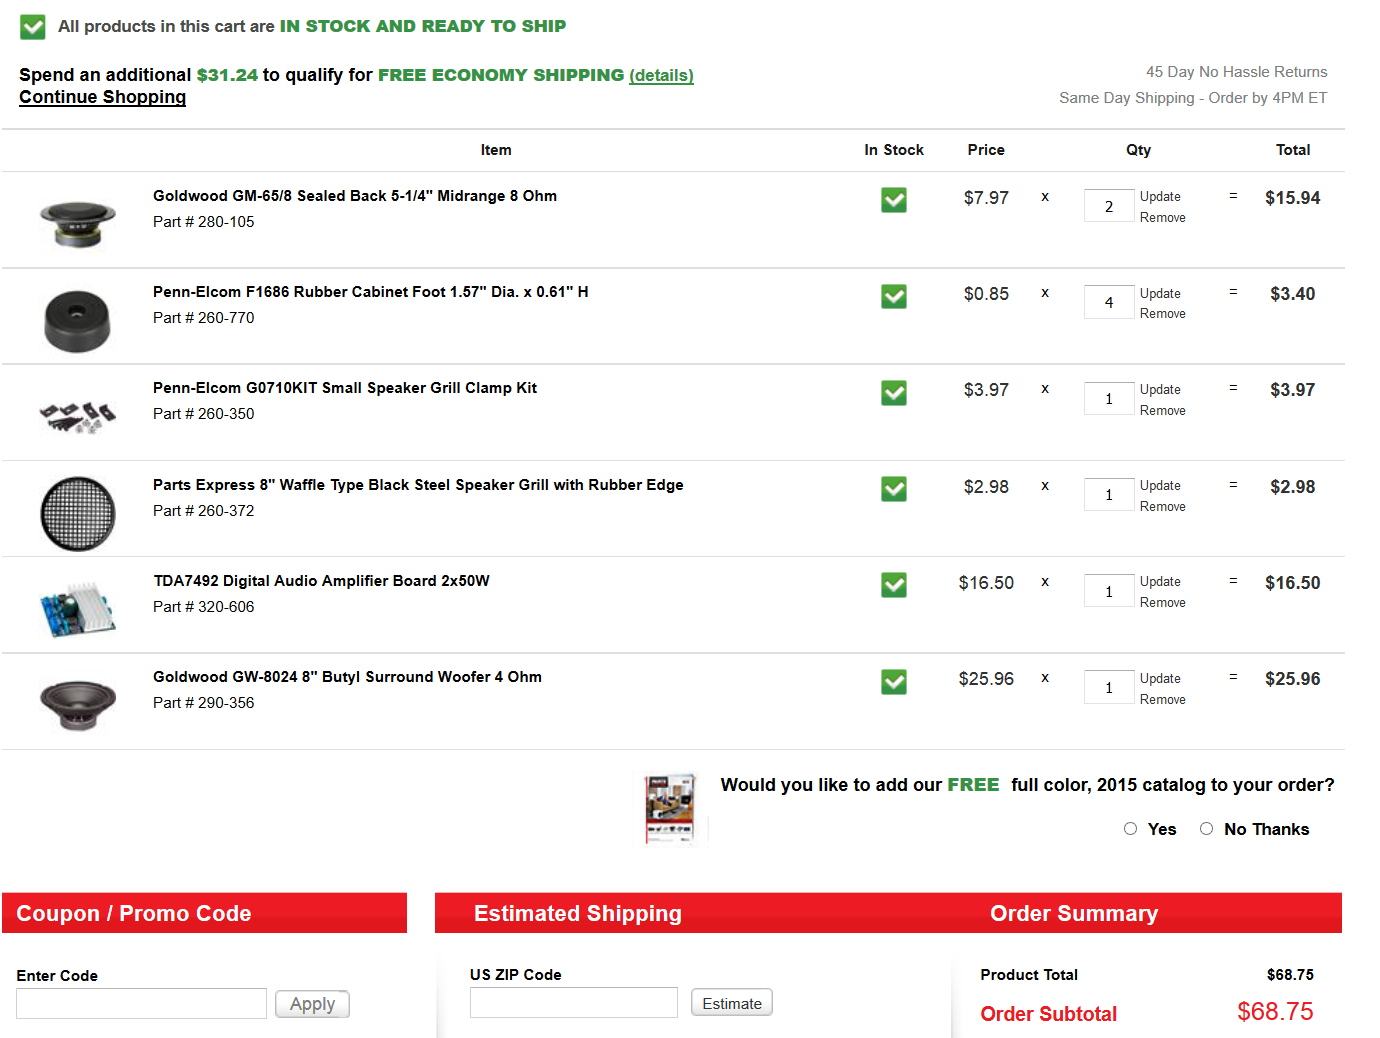 All products in this cart are IN STOCK AND READY TO SHIP
Spend an additional $31.24 to qualify for FREE ECONOMY SHIPPING (details)
Continue Shopping
45 Day No Hassle Returns
Same Day Shipping - Order by 4PM ET
Item In Stock Price Qty Total
Goldwood GM-65/8 Sealed Back 5-1/4" Midrange 8 Ohm
Part # 280-105
$7.97 x 2 Update = $15.94
Remove
Penn-Elcom F1686 Rubber Cabinet Foot 1.57" Dia. x 0.61" H
Part # 260-770
$0.85 x 4 Update = $3.40
Remove
Penn-Elcom G0710KIT Small Speaker Grill Clamp Kit
Part # 260-350
$3.97 x 1 Update = $3.97
Remove
Parts Express 8" Waffle Type Black Steel Speaker Grill with Rubber Edge
Part # 260-372
$2.98 x 1 Update = $2.98
Remove
TDA7492 Digital Audio Amplifier Board 2x50W
Part # 320-606
$16.50 x 1 Update = $16.50
Remove
Goldwood GW-8024 8" Butyl Surround Woofer 4 Ohm
Part # 290-356
$25.96 x 1 Update = $25.96
Remove
Would you like to add our FREE full color, 2015 catalog to your order?
Yes No Thanks
Coupon / Promo Code
Enter Code
Apply
Estimated Shipping
US ZIP Code
Estimate
Order Summary
Product Total $68.75
Order Subtotal $68.75